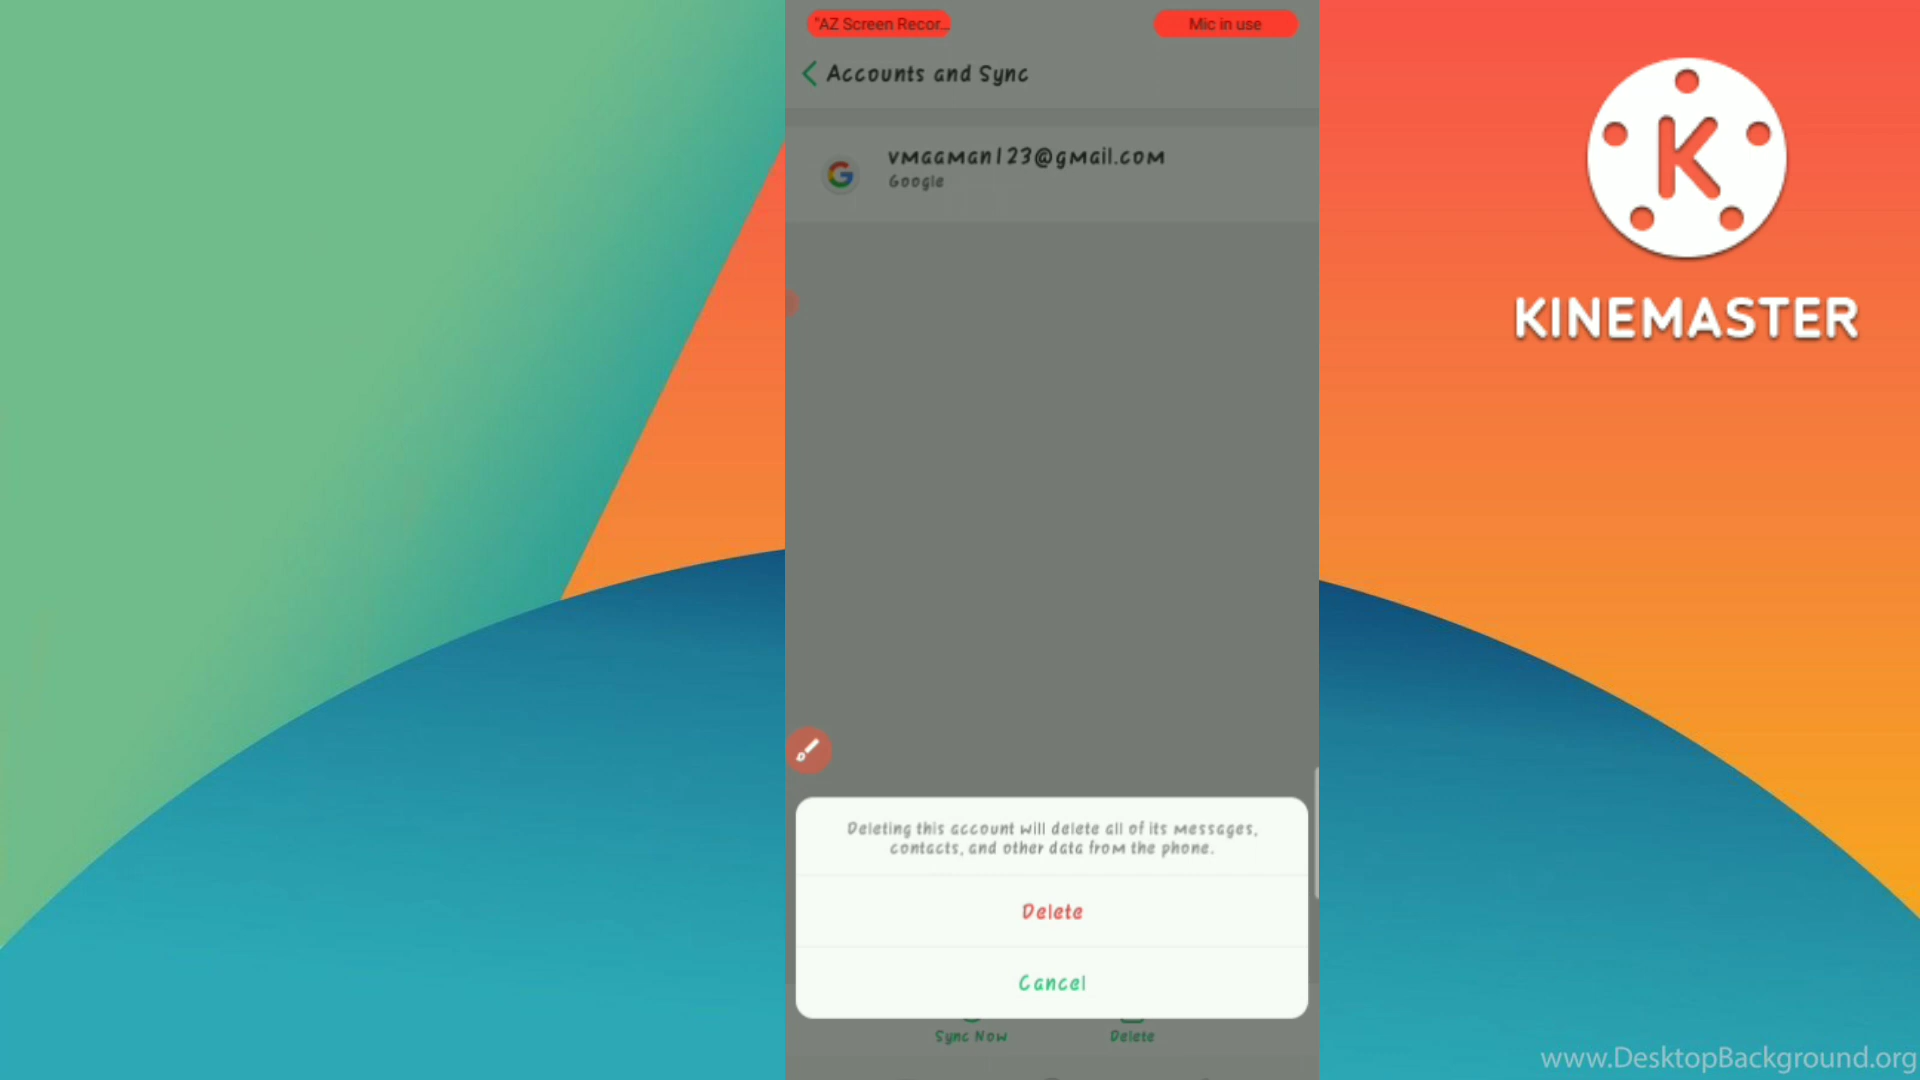 "AZ Screen Recor...
Mic in use
Accounts and Sync
vmaaman123@gmail.com
Google
K
KINEMASTER
Deleting this account will delete all of its messages,
contacts, and other data from the phone.
Delete
Cancel
Sync Now
Delete
www.DesktopBackground.org